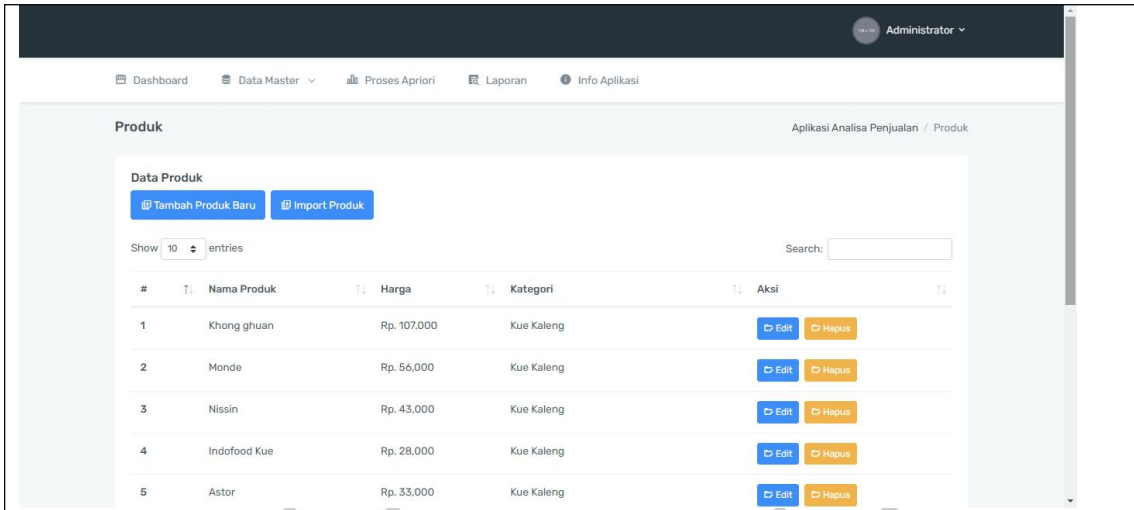 Administrator
Dashboard Data Master Proses Apriori Laporan Info Aplikasi
Produk Aplikasi Analisa Penjualan / Produk
Data Produk
Tambah Produk Baru Import Produk
Show 10 entries Search:
# Nama Produk Harga Kategori Aksi
1 Khong ghuan Rp. 107,000 Kue Kaleng Edit Hapus
2 Monde Rp. 56,000 Kue Kaleng Edit Hapus
3 Nissin Rp. 43,000 Kue Kaleng Edit Hapus
4 Indofood Kue Rp. 28,000 Kue Kaleng Edit Hapus
5 Astor Rp. 33,000 Kue Kaleng Edit Hapus